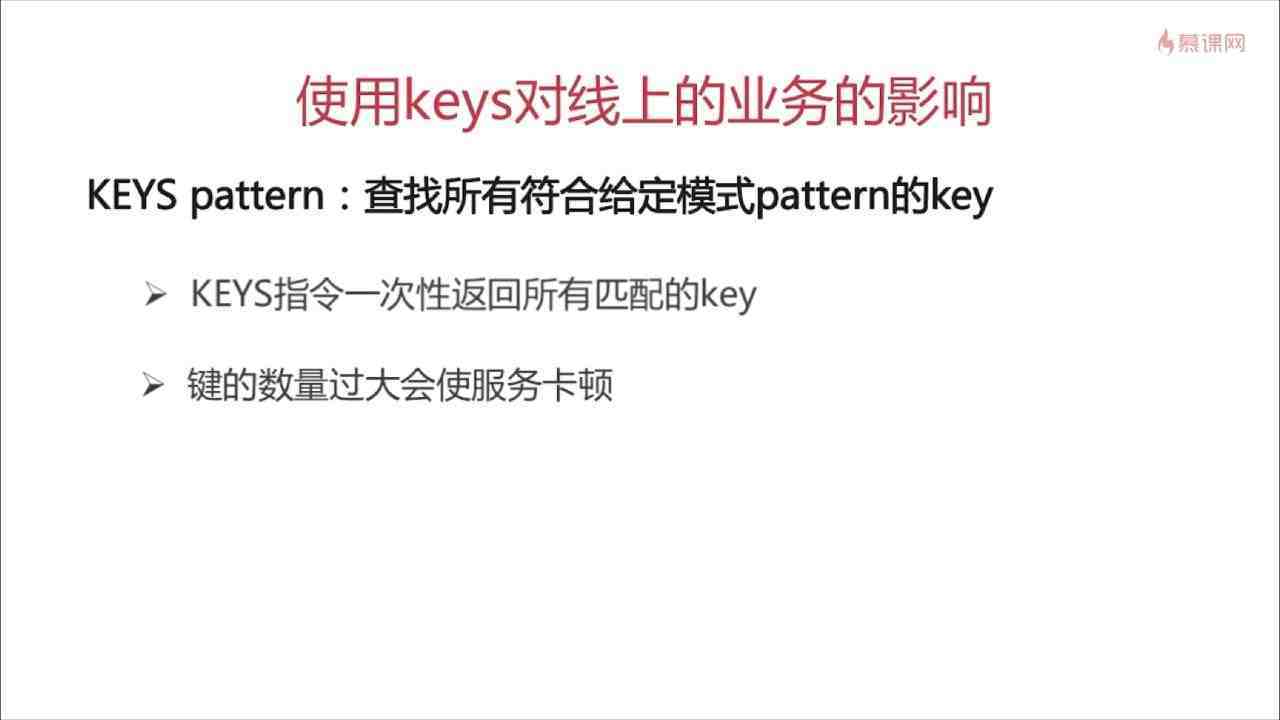 慕课网
使用keys对线上的业务的影响
KEYS pattern：查找所有符合给定模式pattern的key
KEYS指令一次性返回所有匹配的key
键的数量过大会使服务卡顿